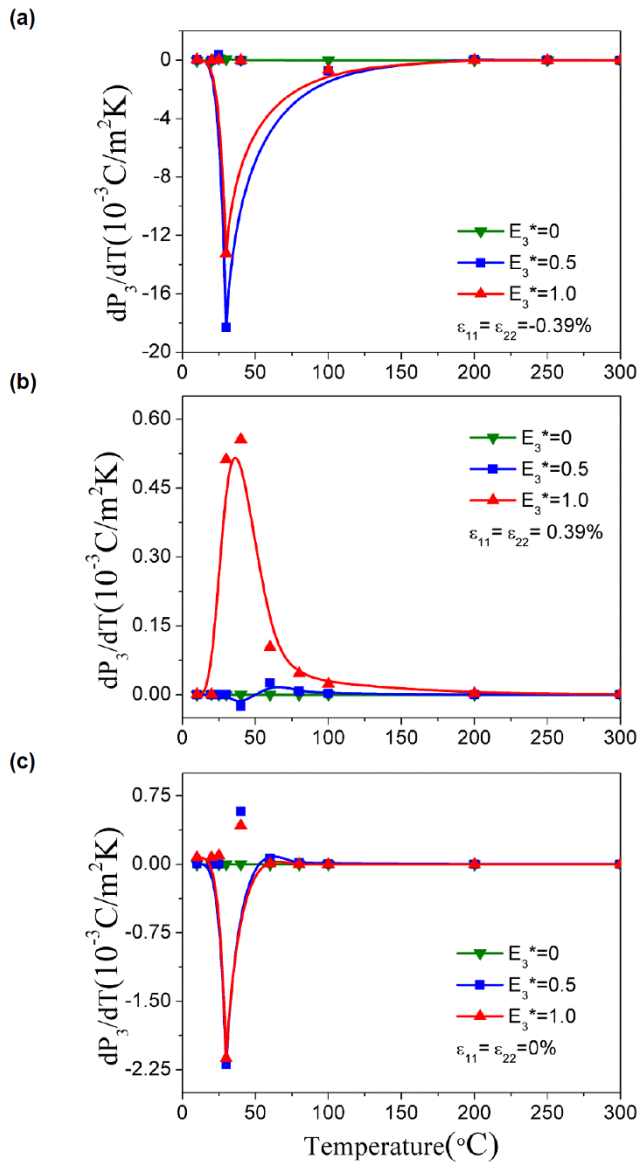 (a)
dP₃/dT(10⁻³C/m²K)
0
-4
-8
-12
-16
-20
E₃*=0
E₃*=0.5
E₃*=1.0
ε₁₁= ε₂₂=-0.39%
0 50 100 150 200 250 300
(b)
dP₃/dT(10⁻³C/m²K)
0.60
0.45
0.30
0.15
0.00
E₃*=0
E₃*=0.5
E₃*=1.0
ε₁₁= ε₂₂= 0.39%
0 50 100 150 200 250 300
(c)
dP₃/dT(10⁻³C/m²K)
0.75
0.00
-0.75
-1.50
-2.25
E₃*=0
E₃*=0.5
E₃*=1.0
ε₁₁= ε₂₂=0%
0 50 100 150 200 250 300
Temperature(°C)